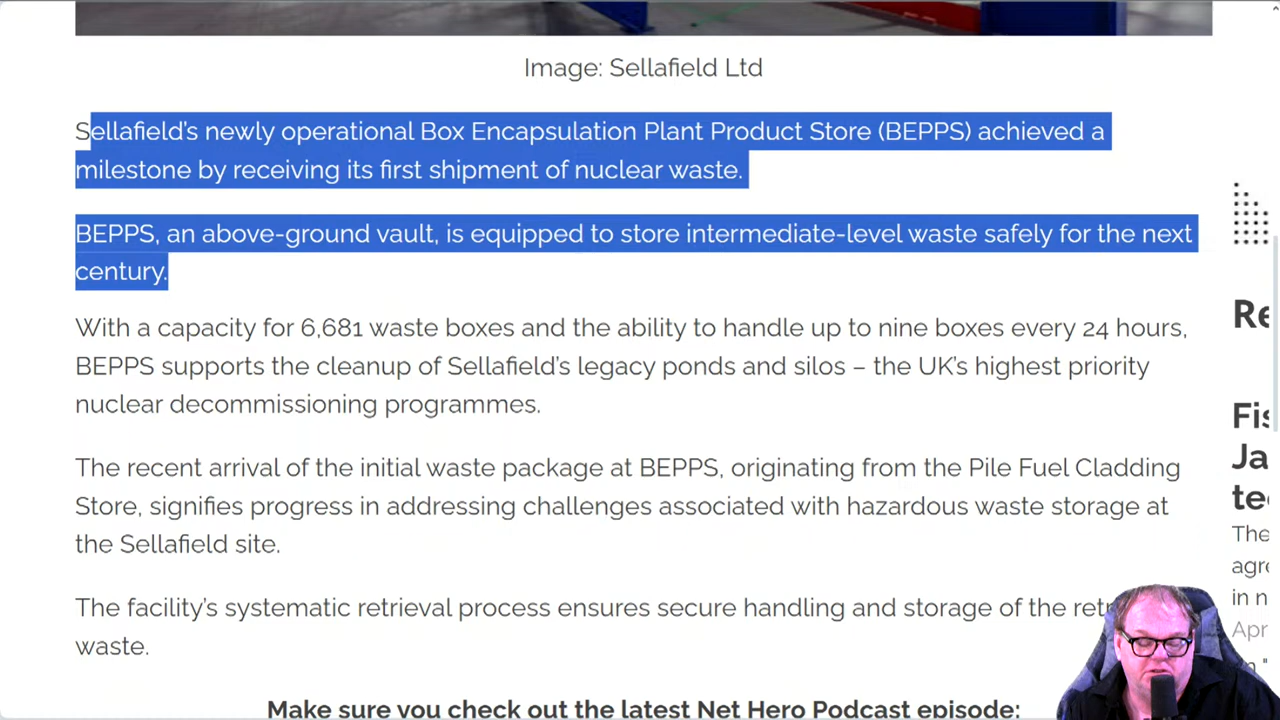 Image: Sellafield Ltd
Sellafield's newly operational Box Encapsulation Plant Product Store (BEPPS) achieved a
milestone by receiving its first shipment of nuclear waste.
BEPPS, an above-ground vault, is equipped to store intermediate-level waste safely for the next
century.
With a capacity for 6,681 waste boxes and the ability to handle up to nine boxes every 24 hours,
BEPPS supports the cleanup of Sellafield's legacy ponds and silos – the UK's highest priority
nuclear decommissioning programmes.
The recent arrival of the initial waste package at BEPPS, originating from the Pile Fuel Cladding
Store, signifies progress in addressing challenges associated with hazardous waste storage at
the Sellafield site.
The facility's systematic retrieval process ensures secure handling and storage of the
waste.
Make sure you check out the latest Net Hero Podcast episode:
The
in